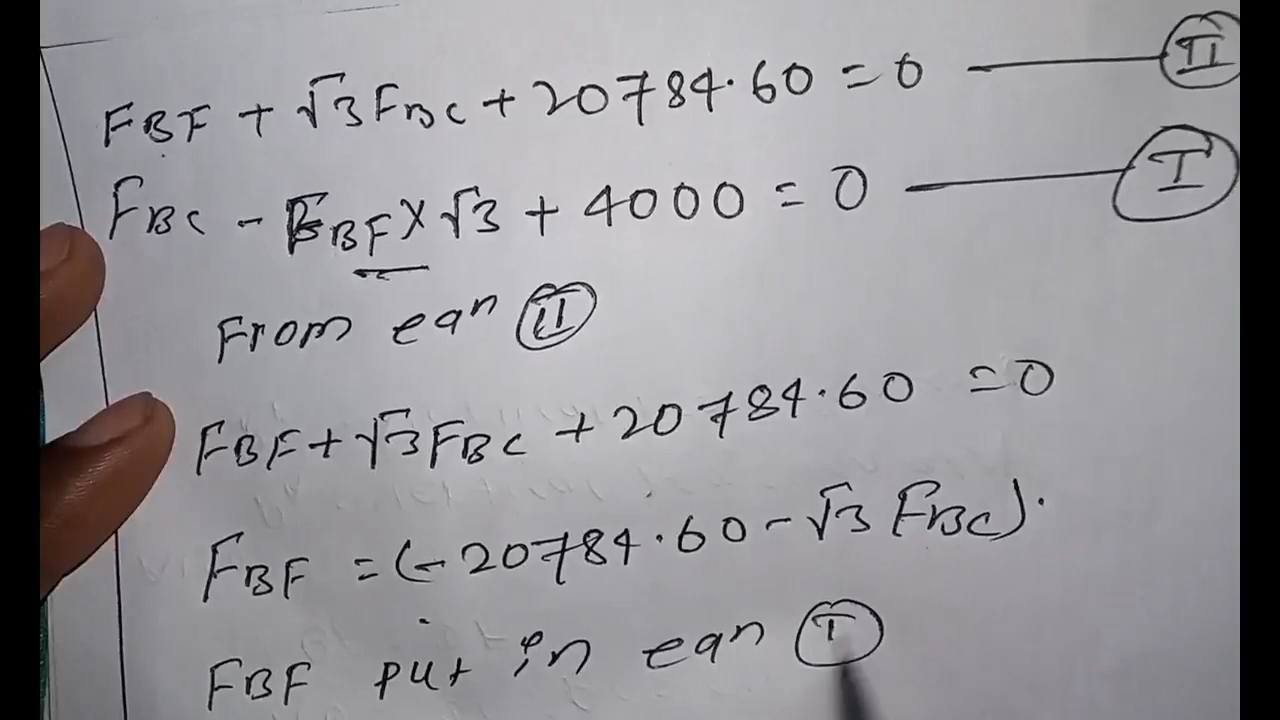 FBF + √3 FBC + 20784.60 = 0 — II
FBC - FBF × √3 + 4000 = 0 — I
From eqn II
FBF + √3 FBC + 20784.60 = 0
FBF = (-20784.60 - √3 FBC).
FBF put in eqn I